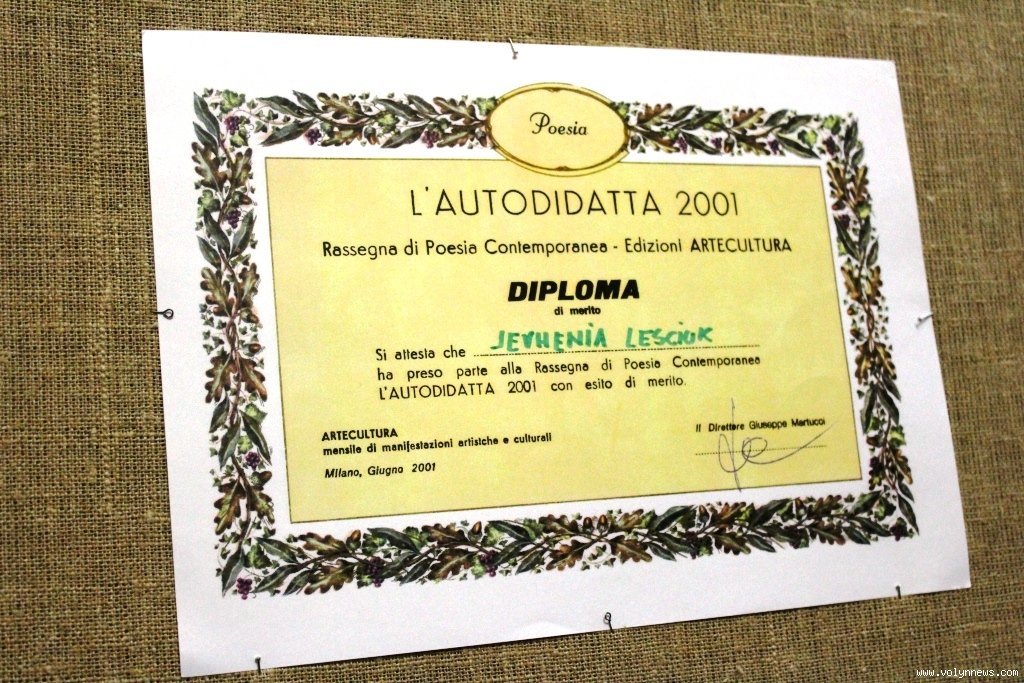 Poesia
L'AUTODIDATTA 2001
Rassegna di Poesia Contemporanea - Edizioni ARTECULTURA
DIPLOMA
di merito
Si attesta che JEVHENIA LESCIUK
ha preso parte alla Rassegna di Poesia Contemporanea
L'AUTODIDATTA 2001 con esito di merito.
ARTECULTURA
mensile di manifestazioni artistiche e culturali
Milano, Giugno 2001
Il Direttore Giuseppe Martucci
www.volynnews.com